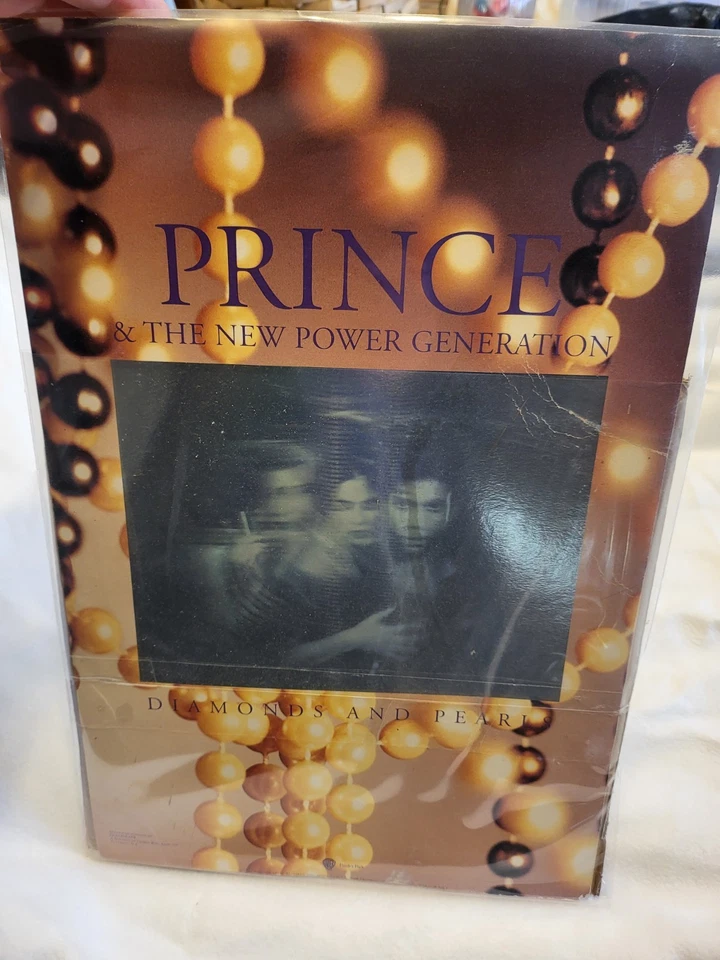 PRINCE
& THE NEW POWER GENERATION
DIAMONDS AND PEARLS